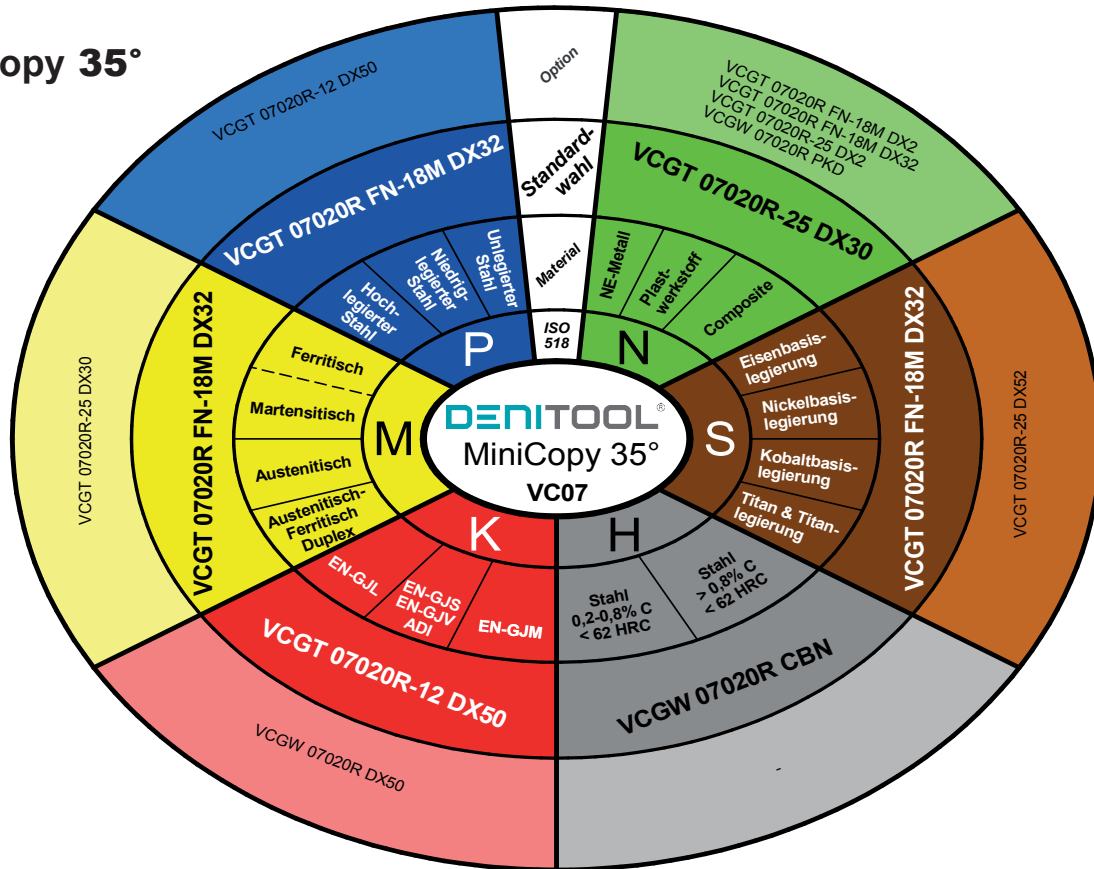 opy 35°
Option
Standard-
wahl
Material
ISO
518
VCGT 07020R-12 DX50
VCGT 07020R FN-18M DX32
Hoch-
legierter
Stahl
Niedrig-
legierter
Stahl
Unlegierter
Stahl
P
VCGT 07020R FN-18M DX2
VCGT 07020R FN-18M DX32
VCGT 07020R-25 DX2
VCGW 07020R PKD
VCGT 07020R-25 DX30
NE-Metall
Plast-
werkstoff
Composite
N
VCGT 07020R-25 DX30
VCGT 07020R FN-18M DX32
Ferritisch
Martensitisch
Austenitisch
Austenitisch-
Ferritisch
Duplex
M
DENITOOL®
MiniCopy 35°
VC07
S
Eisenbasis-
legierung
Nickelbasis-
legierung
Kobaltbasis-
legierung
Titan & Titan-
legierung
VCGT 07020R FN-18M DX32
VCGT 07020R-25 DX52
K
EN-GJL
EN-GJS
EN-GJV
ADI
EN-GJM
VCGT 07020R-12 DX50
VCGW 07020R DX50
H
Stahl
0,2-0,8% C
< 62 HRC
Stahl
> 0,8% C
< 62 HRC
VCGW 07020R CBN
-